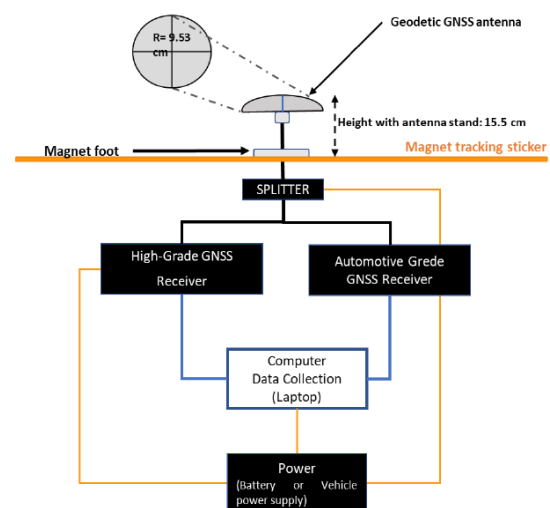 R= 9.53
cm
Geodetic GNSS antenna
Height with antenna stand: 15.5 cm
Magnet foot
Magnet tracking sticker
SPLITTER
High-Grade GNSS
Receiver
Automotive Grede
GNSS Receiver
Computer
Data Collection
(Laptop)
Power
(Battery or Vehicle
power supply)